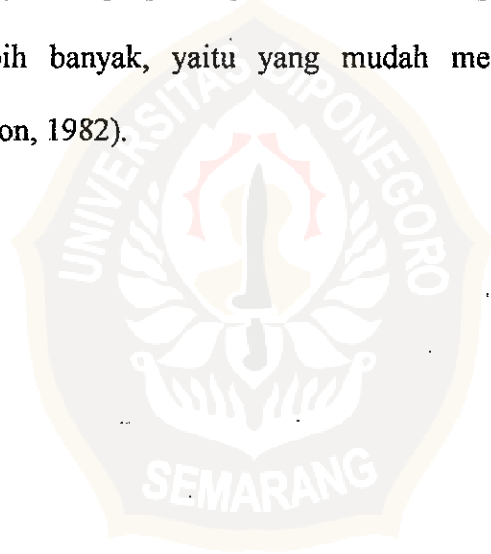 ih banyak, yaitu yang mudah me
on, 1982).
UNIVERSITAS DIPONEGORO
SEMARANG